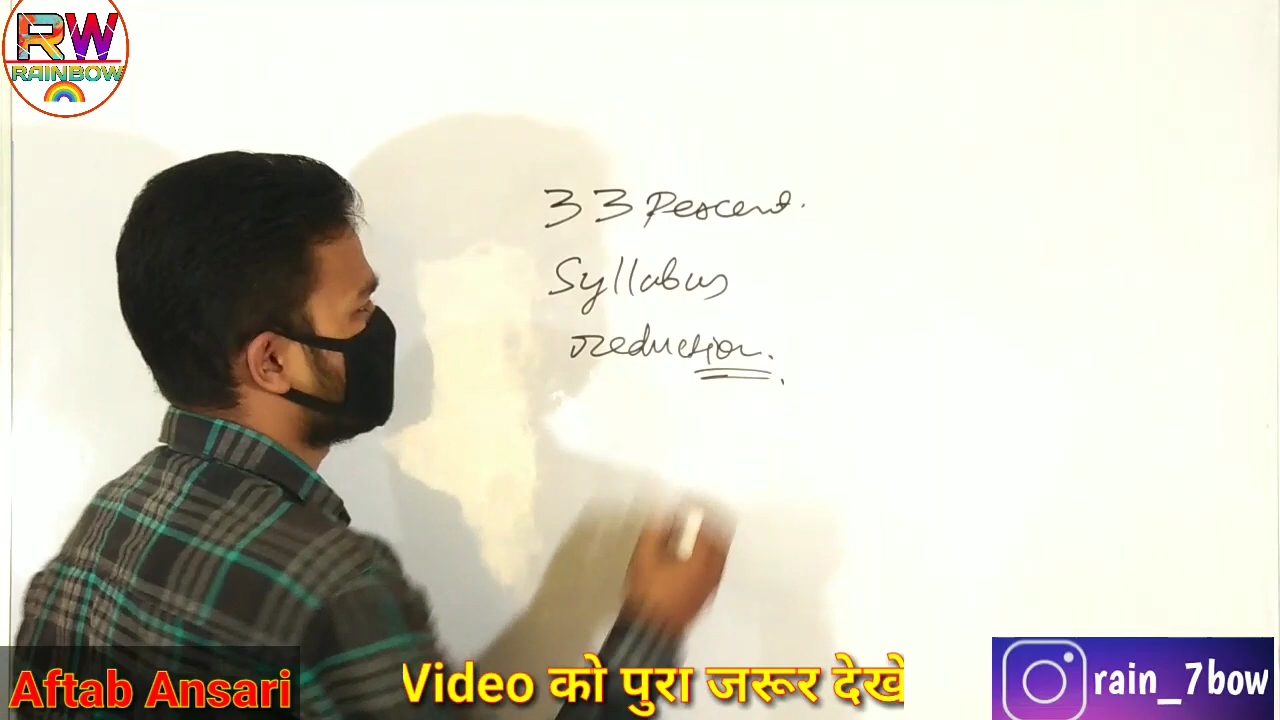 RW
RAINBOW
33 Percent.
Syllabus
reduction.
Aftab Ansari
Video को पुरा जरूर देखें
rain_7bow